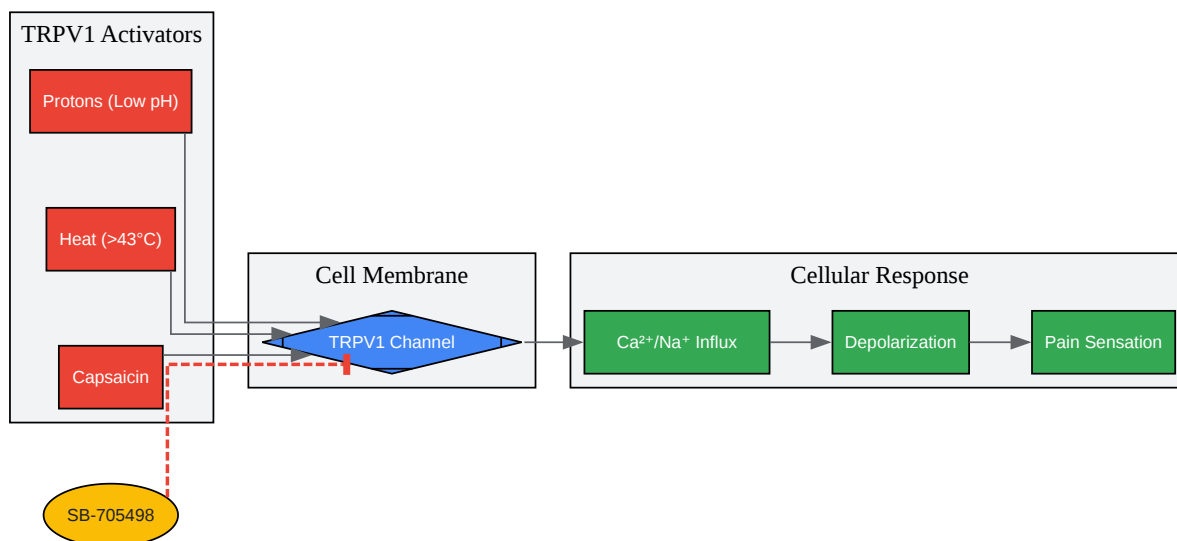 TRPV1 Activators
Protons (Low pH)
Heat (>43°C)
Capsaicin
Cell Membrane
TRPV1 Channel
Cellular Response
Ca²⁺/Na⁺ Influx
Depolarization
Pain Sensation
SB-705498